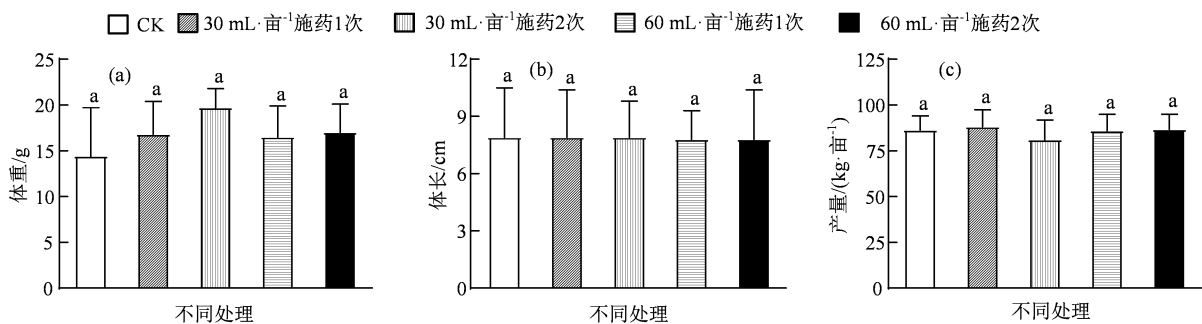 CK 30 mL·亩⁻¹施药1次 30 mL·亩⁻¹施药2次 60 mL·亩⁻¹施药1次 60 mL·亩⁻¹施药2次
(a)
体重/g
25
20
15
10
5
0
a a a a a
不同处理
(b)
体长/cm
12
9
6
3
0
a a a a a
不同处理
(c)
产量/(kg·亩⁻¹)
125
100
75
50
25
0
a a a a a
不同处理